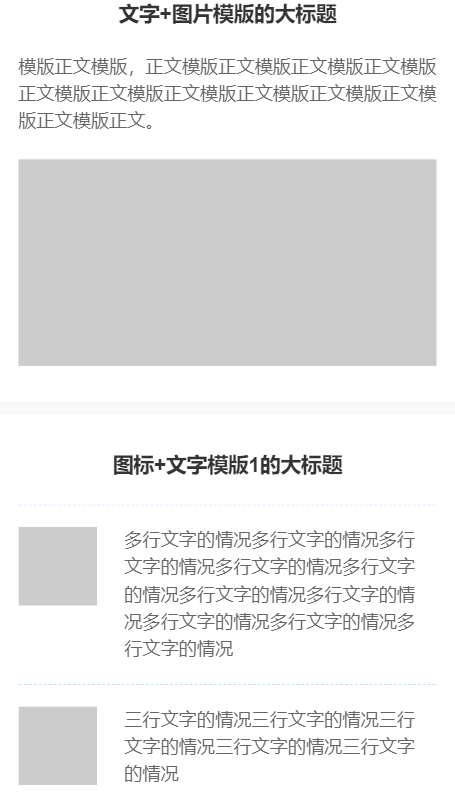 文字+图片模版的大标题
模版正文模版，正文模版正文模版正文模版正文模版
正文模版正文模版正文模版正文模版正文模版正文模
版正文模版正文。
图标+文字模版1的大标题
多行文字的情况多行文字的情况多行
文字的情况多行文字的情况多行文字
的情况多行文字的情况多行文字的情
况多行文字的情况多行文字的情况多
行文字的情况
三行文字的情况三行文字的情况三行
文字的情况三行文字的情况三行文字
的情况